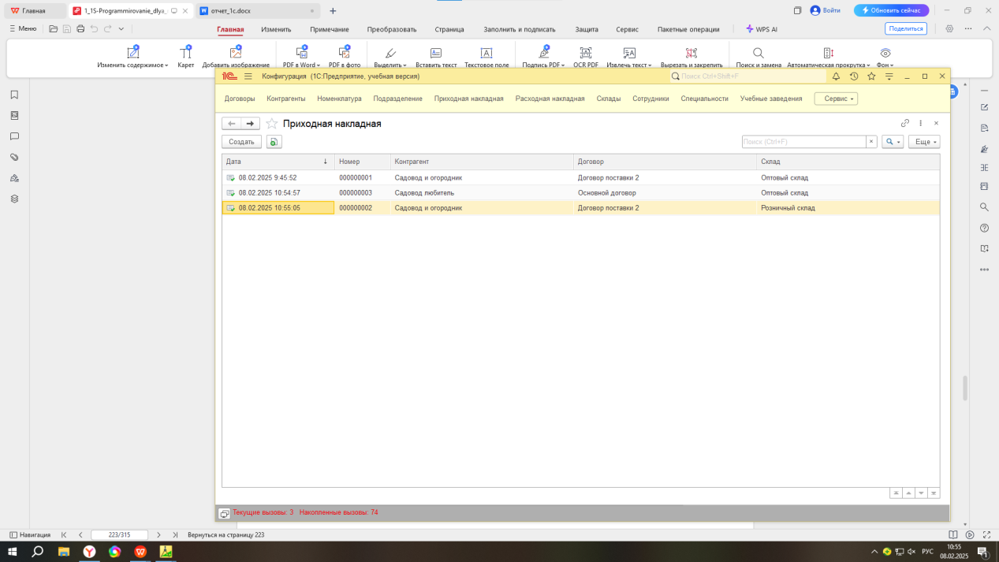 Главная 1_1S-Programmirovanie_dlya_ отчет_1с.docx Войти Обновить сейчас
Меню Главная Изменить Примечание Преобразовать Страница Заполнить и подписать Защита Сервис Пакетные операции WPS AI Поделиться
Изменить содержимое Карет Добавить изображение PDF в Word PDF в фото Выделить Вставить текст Текстовое поле Подпись PDF OCR PDF Извлечь текст Вырезать и закрепить Поиск и замена Автоматическая прокрутка Фон
1С Конфигурация (1С:Предприятие, учебная версия) Поиск Ctrl+Shift+F
Договоры Контрагенты Номенклатура Подразделение Приходная накладная Расходная накладная Склады Сотрудники Специальности Учебные заведения Сервис
Приходная накладная
Создать Поиск (Ctrl+F) × Еще
Дата ↓ Номер Контрагент Договор Склад
08.02.2025 9:45:52 000000001 Садовод и огородник Договор поставки 2 Оптовый склад
08.02.2025 10:54:57 000000003 Садовод любитель Основной договор Оптовый склад
08.02.2025 10:55:05 000000002 Садовод и огородник Договор поставки 2 Розничный склад
Текущие вызовы: 3 Накопленные вызовы: 74
Навигация 223/315 Вернуться на страницу 223
РУС 10:55
08.02.2025 1